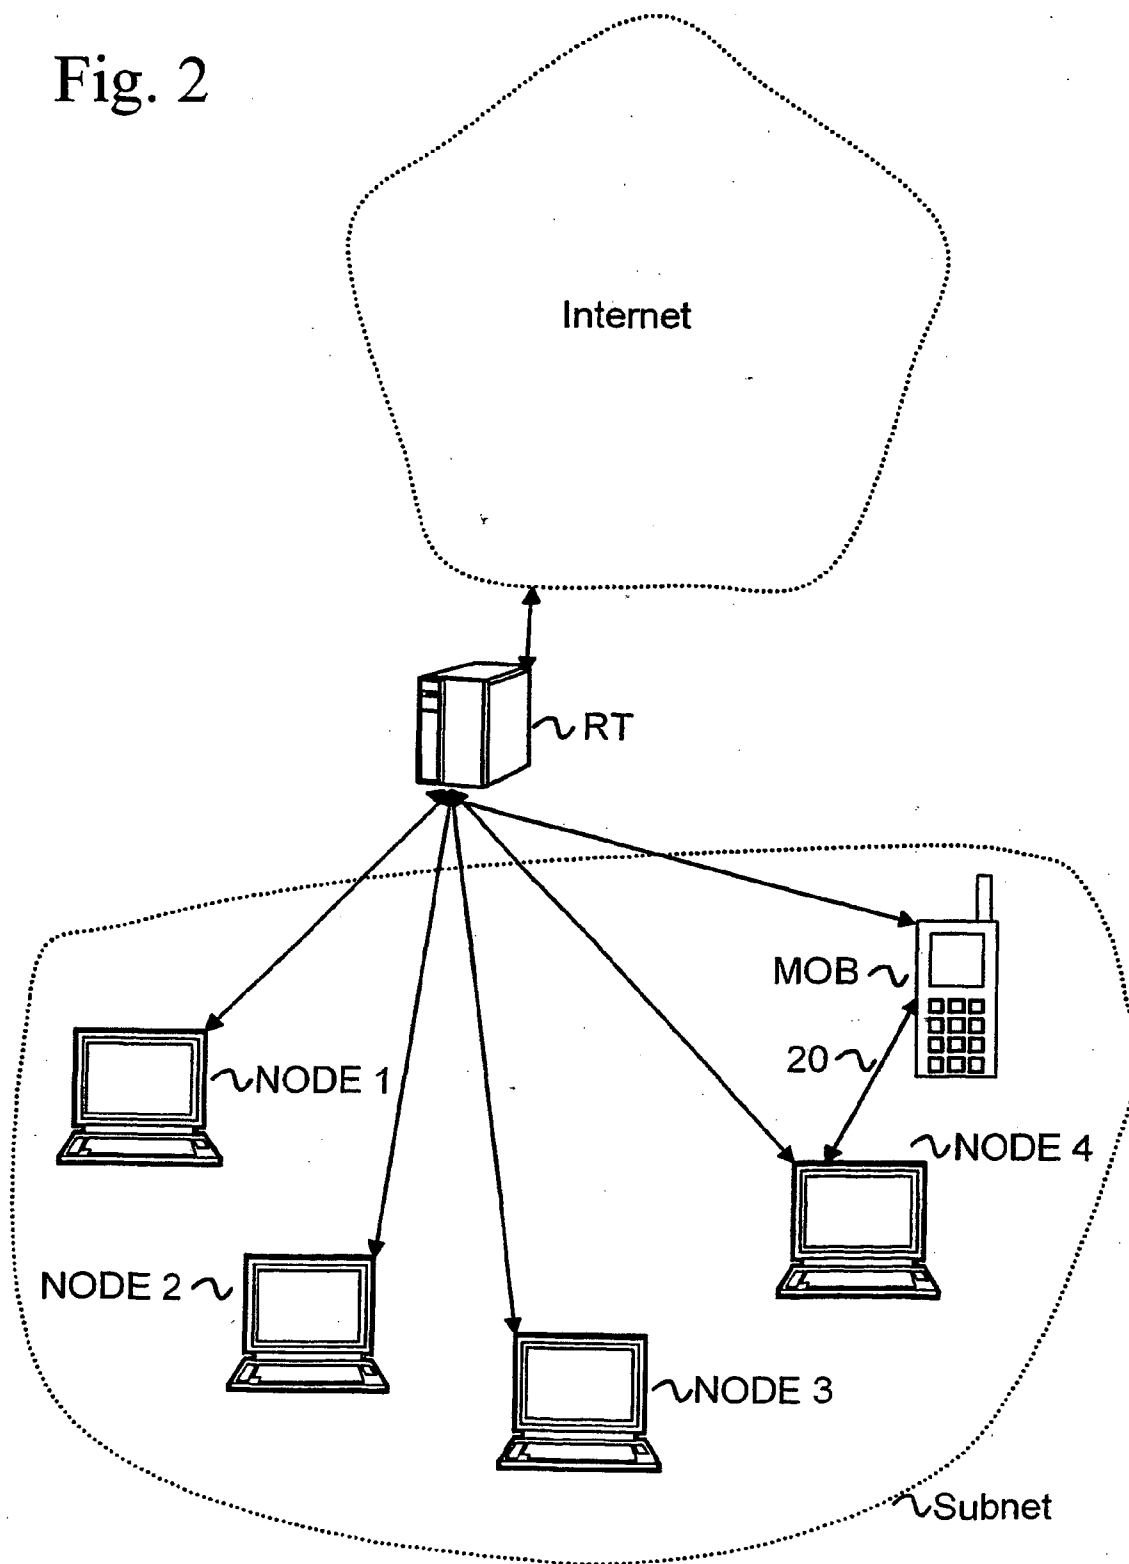 Fig. 2
Internet
RT
MOB
20
NODE 1
NODE 4
NODE 2
NODE 3
Subnet